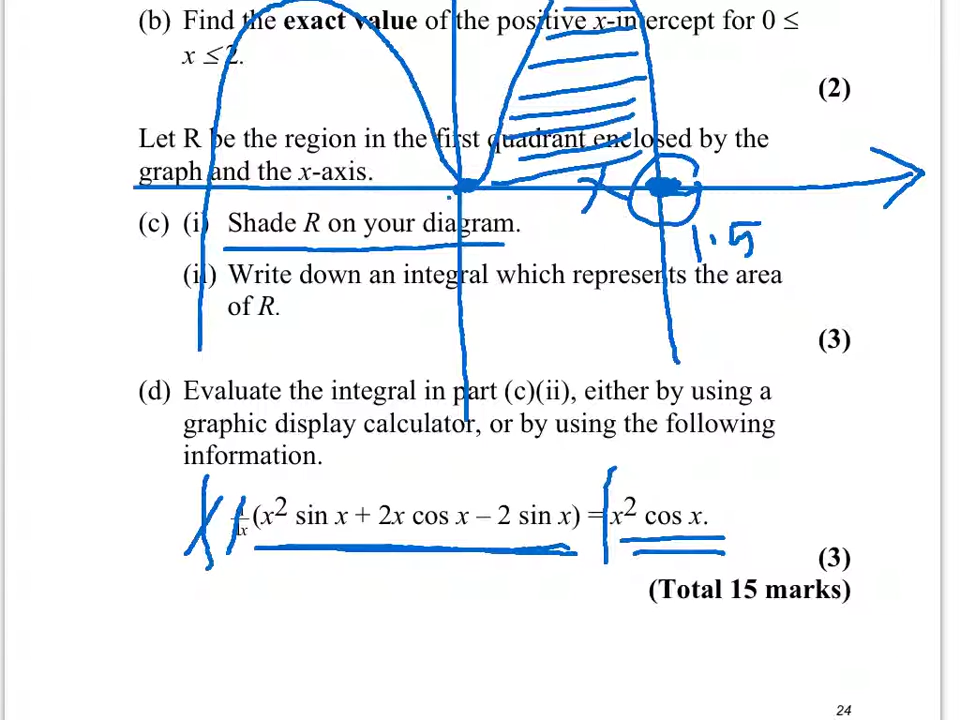 (b) Find the exact value of the positive x-intercept for 0 ≤
x ≤ 2.
(2)
Let R be the region in the first quadrant enclosed by the
graph and the x-axis.
(c) (i) Shade R on your diagram.
1.5
(ii) Write down an integral which represents the area
of R.
(3)
(d) Evaluate the integral in part (c)(ii), either by using a
graphic display calculator, or by using the following
information.
(x² sin x + 2x cos x – 2 sin x) = x² cos x.
(3)
(Total 15 marks)
24